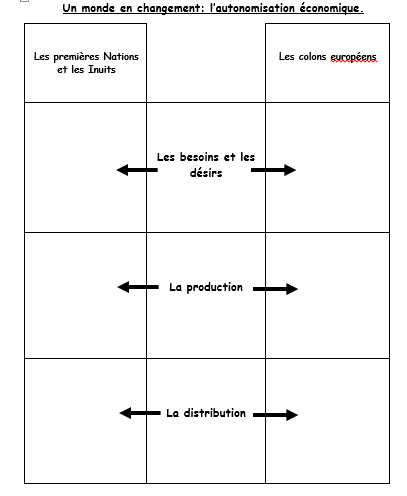 Un monde en changement: l'autonomisation économique.
Les premières Nations
et les Inuits
Les colons européens
Les besoins et les
désirs
La production
La distribution